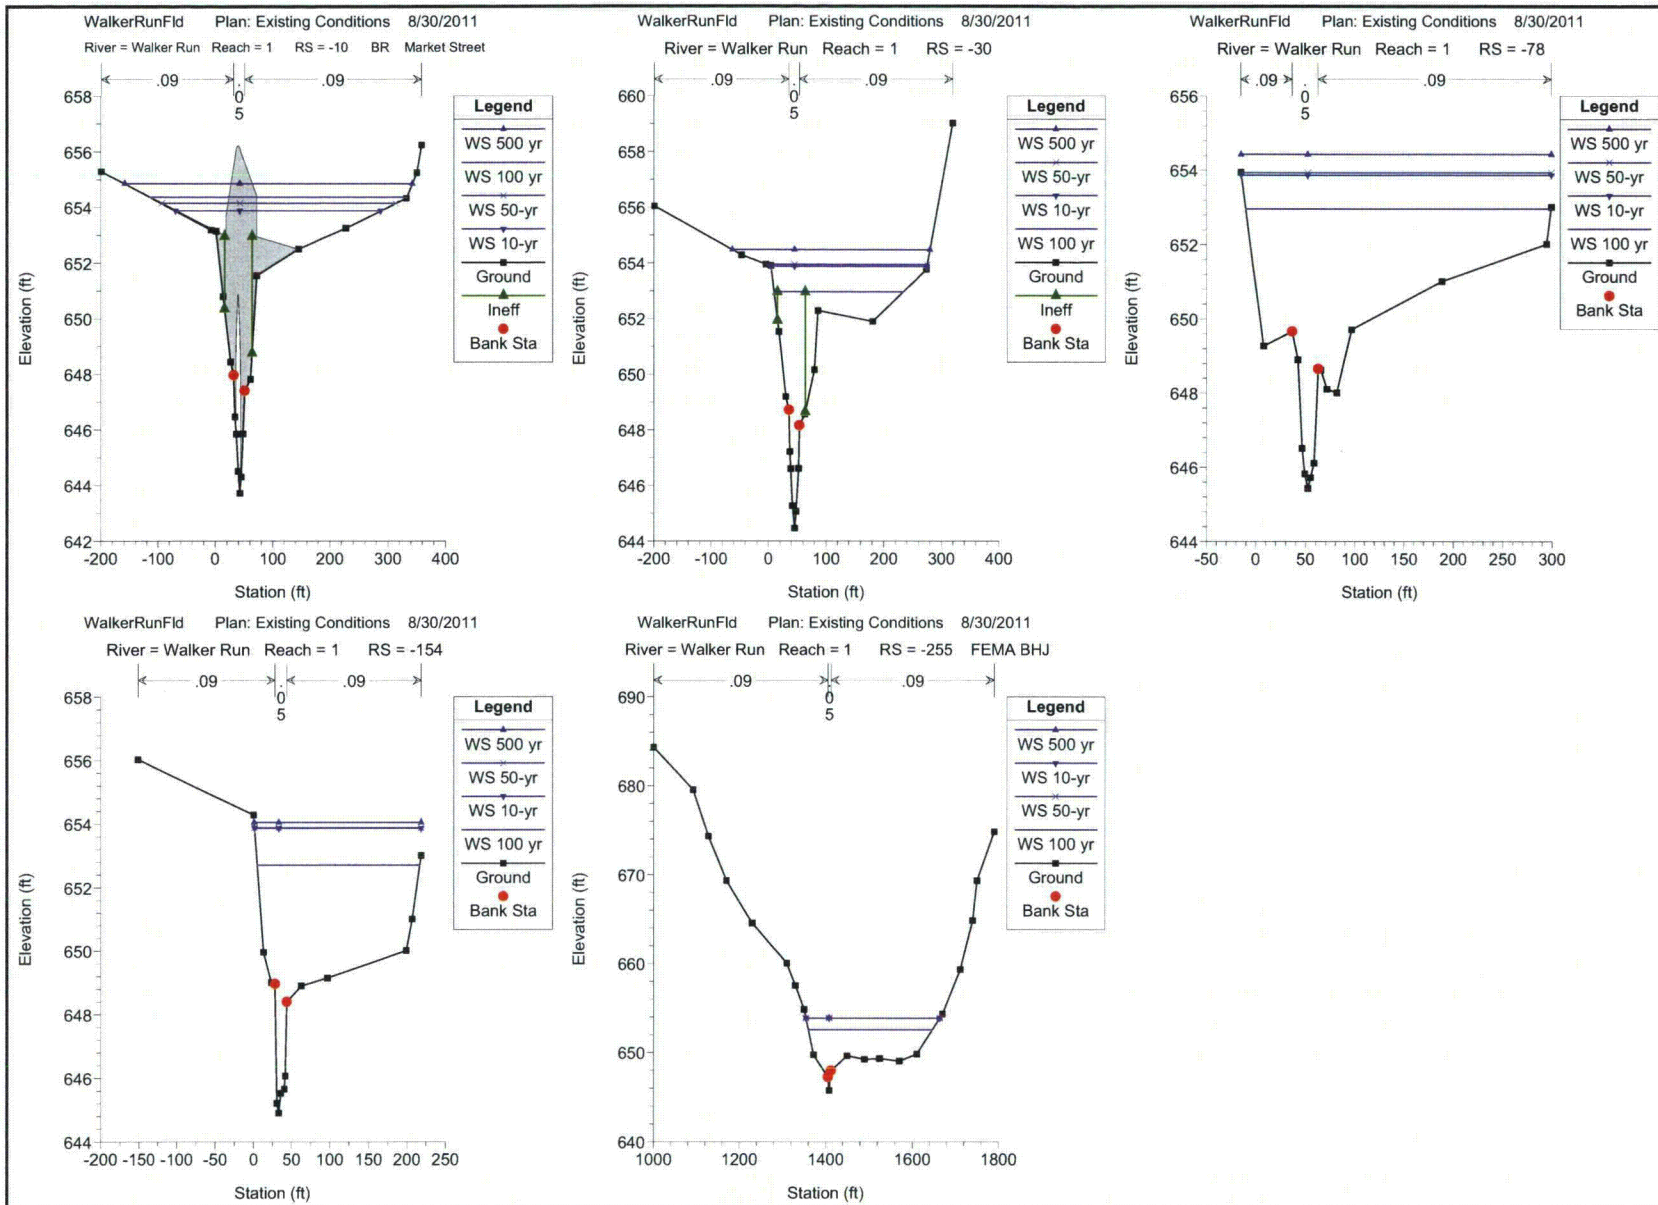 WalkerRunFld Plan: Existing Conditions 8/30/2011
River = Walker Run Reach = 1 RS = -10 BR Market Street
.09 .09
.
0
5
658
656
654
652
650
648
646
644
642
Elevation (ft)
-200 -100 0 100 200 300 400
Station (ft)
Legend
WS 500 yr
WS 100 yr
WS 50-yr
WS 10-yr
Ground
Ineff
Bank Sta
WalkerRunFld Plan: Existing Conditions 8/30/2011
River = Walker Run Reach = 1 RS = -30
.09 .09
.
0
5
660
658
656
654
652
650
648
646
644
Elevation (ft)
-200 -100 0 100 200 300 400
Station (ft)
Legend
WS 500 yr
WS 50-yr
WS 10-yr
WS 100 yr
Ground
Ineff
Bank Sta
WalkerRunFld Plan: Existing Conditions 8/30/2011
River = Walker Run Reach = 1 RS = -78
.09 .09
.
0
5
656
654
652
650
648
646
644
Elevation (ft)
-50 0 50 100 150 200 250 300
Station (ft)
Legend
WS 500 yr
WS 50-yr
WS 10-yr
WS 100 yr
Ground
Bank Sta
WalkerRunFld Plan: Existing Conditions 8/30/2011
River = Walker Run Reach = 1 RS = -154
.09 .09
.
0
5
658
656
654
652
650
648
646
644
Elevation (ft)
-200 -150 -100 -50 0 50 100 150 200 250
Station (ft)
Legend
WS 500 yr
WS 50-yr
WS 10-yr
WS 100 yr
Ground
Bank Sta
WalkerRunFld Plan: Existing Conditions 8/30/2011
River = Walker Run Reach = 1 RS = -255 FEMA BHJ
.09 .09
.
0
5
690
680
670
660
650
640
Elevation (ft)
1000 1200 1400 1600 1800
Station (ft)
Legend
WS 500 yr
WS 10-yr
WS 50-yr
WS 100 yr
Ground
Bank Sta